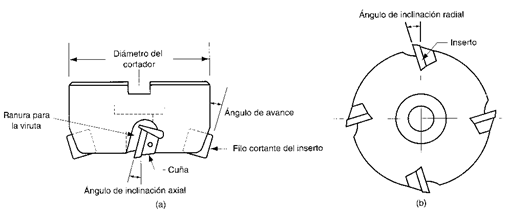 Diámetro del
cortador
Ranura para
la viruta
Ángulo de avance
Filo cortante del inserto
- Cuña
Ángulo de inclinación axial
(a)
Ángulo de inclinación radial
Inserto
(b)